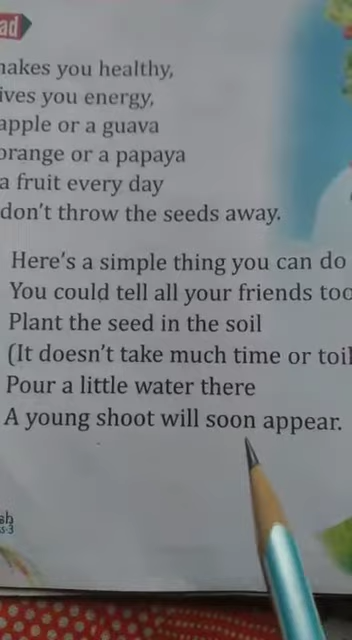 ad
makes you healthy,
ives you energy,
apple or a guava
orange or a papaya
a fruit every day
don't throw the seeds away.
Here's a simple thing you can do
You could tell all your friends too
Plant the seed in the soil
(It doesn't take much time or toil
Pour a little water there
A young shoot will soon appear.